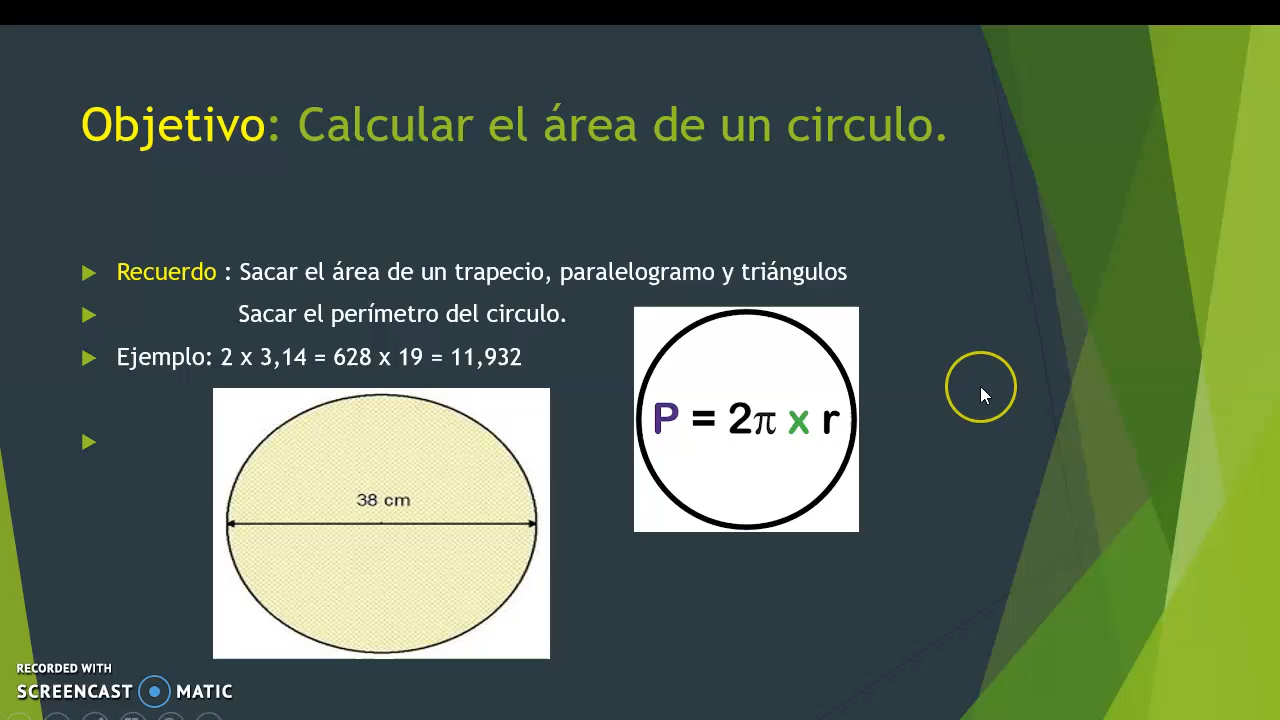 Objetivo: Calcular el área de un circulo.
Recuerdo : Sacar el área de un trapecio, paralelogramo y triángulos
Sacar el perímetro del circulo.
Ejemplo: 2 x 3,14 = 628 x 19 = 11,932
P = 2π x r
38 cm
RECORDED WITH
SCREENCAST MATIC